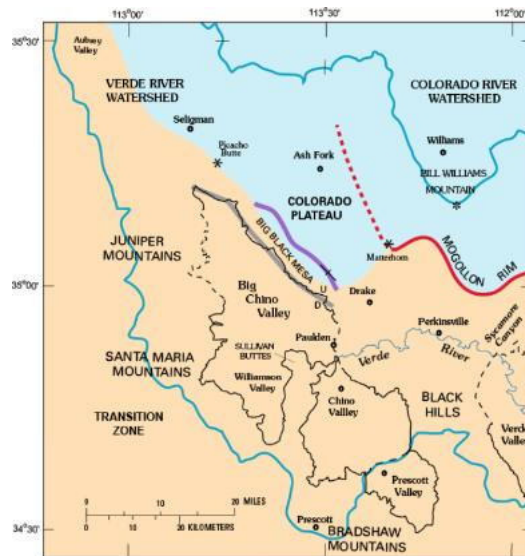 113°00'
113°30'
112°00'
35°30'
Aubrey
Valley
VERDE RIVER
WATERSHED
COLORADO RIVER
WATERSHED
Seligman
Picacho
Butte
Ash Fork
Williams
BILL WILLIAMS
MOUNTAIN
COLORADO
PLATEAU
BIG BLACK MESA
JUNIPER
MOUNTAINS
Matterhorn
MOGOLLON RIM
35°00'
U
D
Drake
Big
Chino
Valley
Perkinsville
Sycamore
Canyon
Paulden
SULLIVAN
BUTTES
Verde River
SANTA MARIA
MOUNTAINS
Williamson
Valley
Chino
Valley
BLACK
HILLS
TRANSITION
ZONE
Verde
Valle
Prescott
Valley
0 10 20 MILES
0 10 20 KILOMETERS
34°30'
Prescott
BRADSHAW
MOUNTAINS